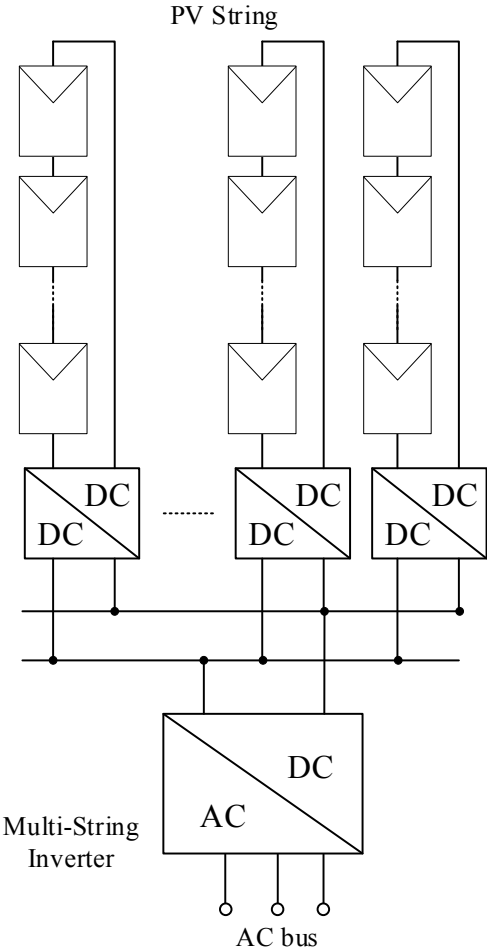 PV String
DC
DC
DC
DC
DC
DC
DC
AC
Multi-String
Inverter
AC bus